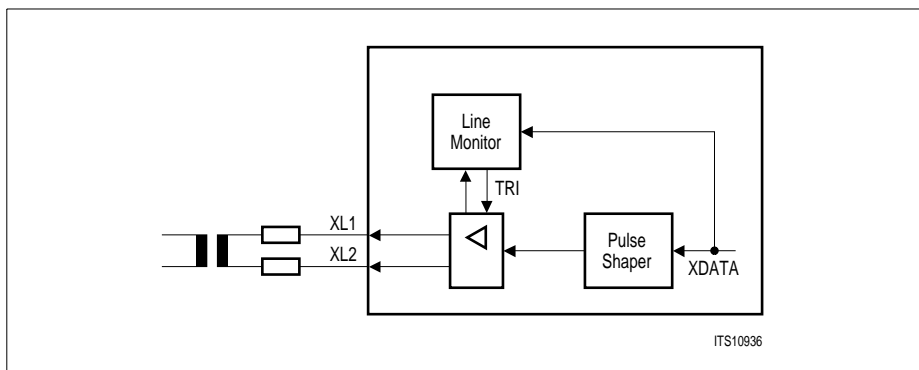 Line
Monitor
TRI
XL1
XL2
Pulse
Shaper
XDATA
ITS10936